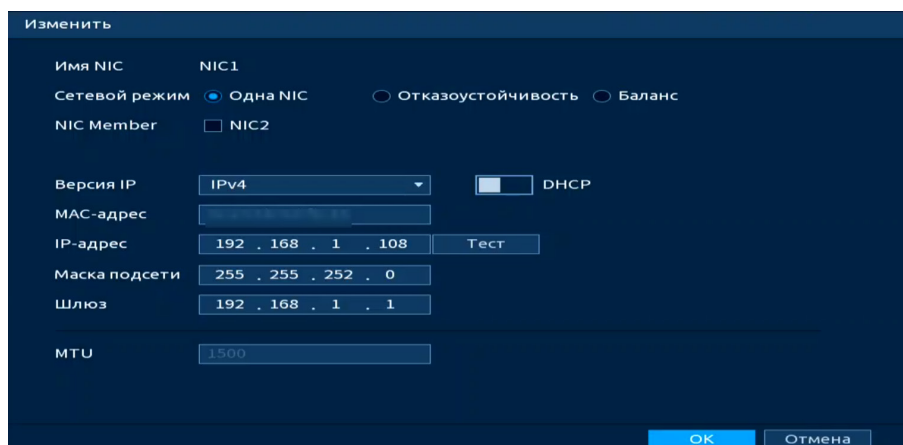 Изменить
Имя NIC NIC1
Сетевой режим Одна NIC Отказоустойчивость Баланс
NIC Member NIC2
Версия IP IPv4 DHCP
MAC-адрес
IP-адрес 192 . 168 . 1 . 108 Тест
Маска подсети 255 . 255 . 252 . 0
Шлюз 192 . 168 . 1 . 1
MTU 1500
OK Отмена